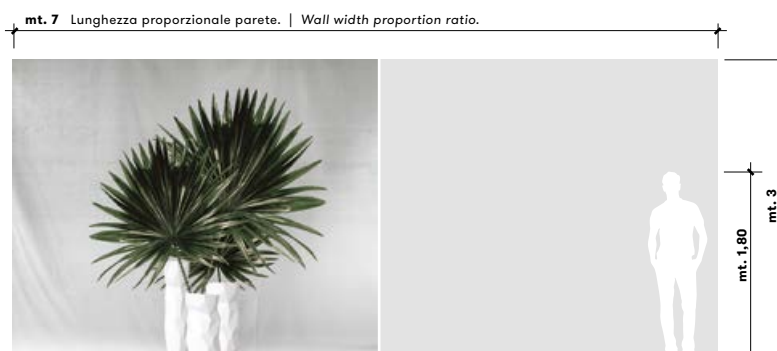 mt. 7 Lunghezza proporzionale parete. | Wall width proportion ratio.
mt. 3
mt. 1,80